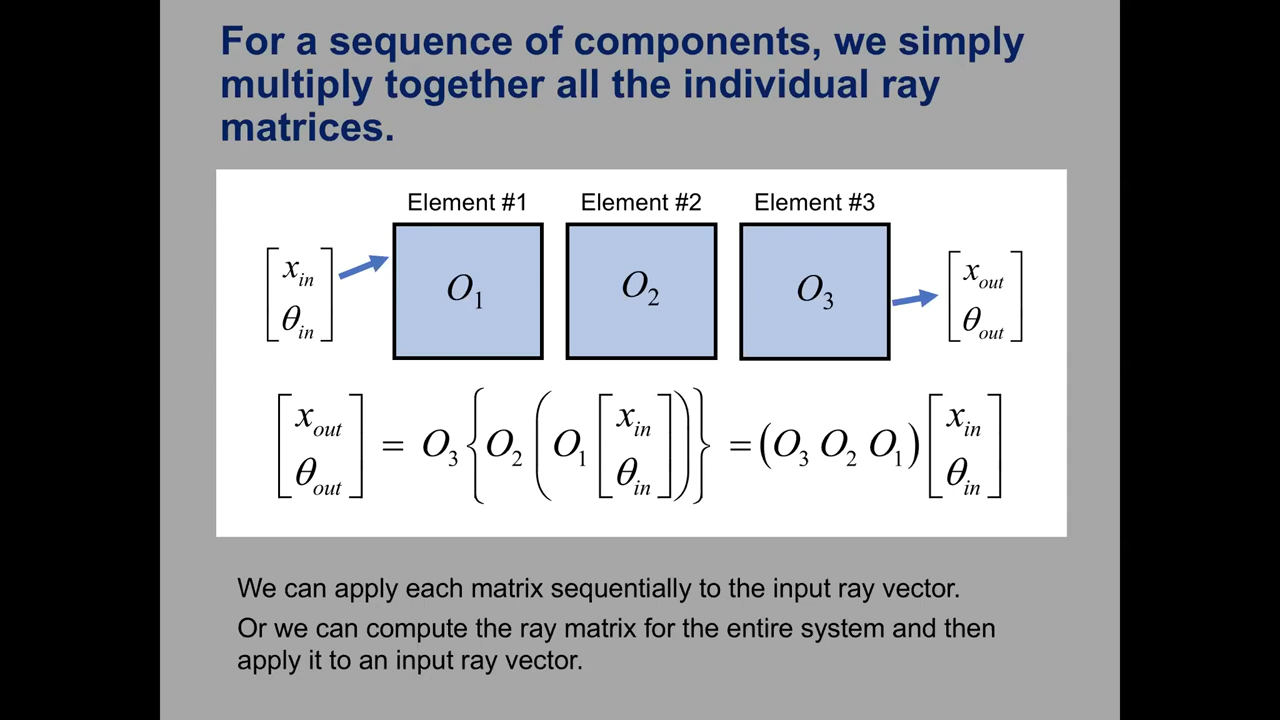 For a sequence of components, we simply
multiply together all the individual ray
matrices.
Element #1 Element #2 Element #3
[x_in θ_in] O_1 O_2 O_3 [x_out θ_out]
[x_out θ_out] = O_3 {O_2 (O_1 [x_in θ_in])} = (O_3 O_2 O_1) [x_in θ_in]
We can apply each matrix sequentially to the input ray vector.
Or we can compute the ray matrix for the entire system and then
apply it to an input ray vector.